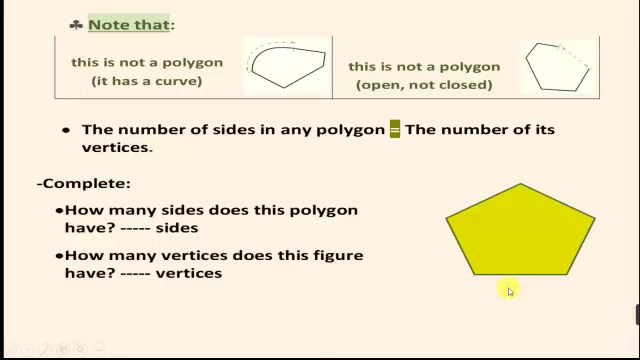 ♣ Note that:
this is not a polygon
(it has a curve)
this is not a polygon
(open, not closed)
• The number of sides in any polygon = The number of its
vertices.
-Complete:
•How many sides does this polygon
have? ----- sides
•How many vertices does this figure
have? ----- vertices